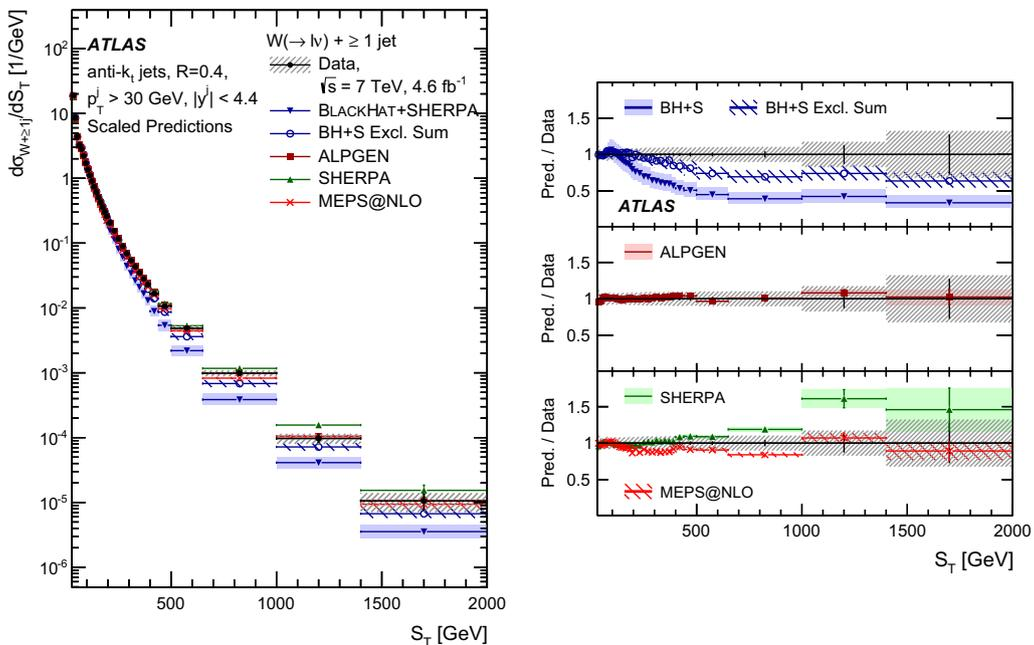 dσ_{W+≥1j}/dS_T [1/GeV]
10²
10
1
10⁻¹
10⁻²
10⁻³
10⁻⁴
10⁻⁵
10⁻⁶
ATLAS
anti-k_t jets, R=0.4,
p_T^j > 30 GeV, |y^j| < 4.4
Scaled Predictions
W(→ lν) + ≥ 1 jet
Data,
√s = 7 TeV, 4.6 fb⁻¹
BLACKHAT+SHERPA
BH+S Excl. Sum
ALPGEN
SHERPA
MEPS@NLO
500 1000 1500 2000
S_T [GeV]
Pred. / Data
1.5
1
0.5
BH+S BH+S Excl. Sum
ATLAS
Pred. / Data
1.5
1
0.5
ALPGEN
Pred. / Data
1.5
1
0.5
SHERPA
MEPS@NLO
500 1000 1500 2000
S_T [GeV]